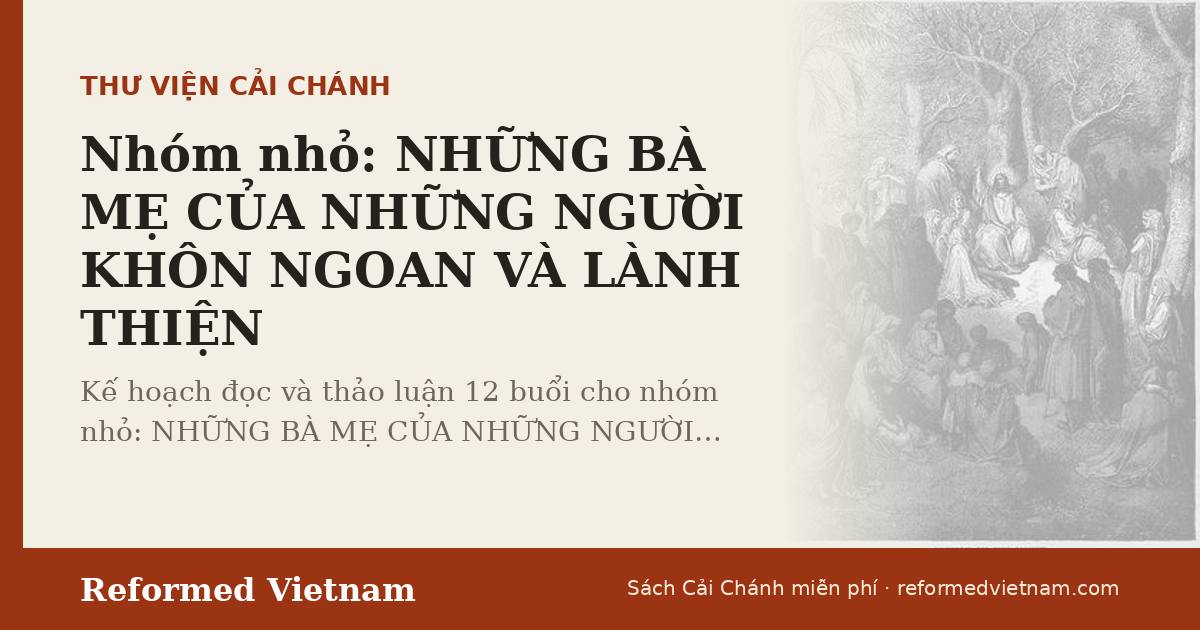 THƯ VIỆN CẢI CHÁNH
Nhóm nhỏ: NHỮNG BÀ
MẸ CỦA NHỮNG NGƯỜI
KHÔN NGOAN VÀ LÀNH
THIỆN
Kế hoạch đọc và thảo luận 12 buổi cho nhóm
nhỏ: NHỮNG BÀ MẸ CỦA NHỮNG NGƯỜI...
Reformed Vietnam
Sách Cải Chánh miễn phí · reformedvietnam.com